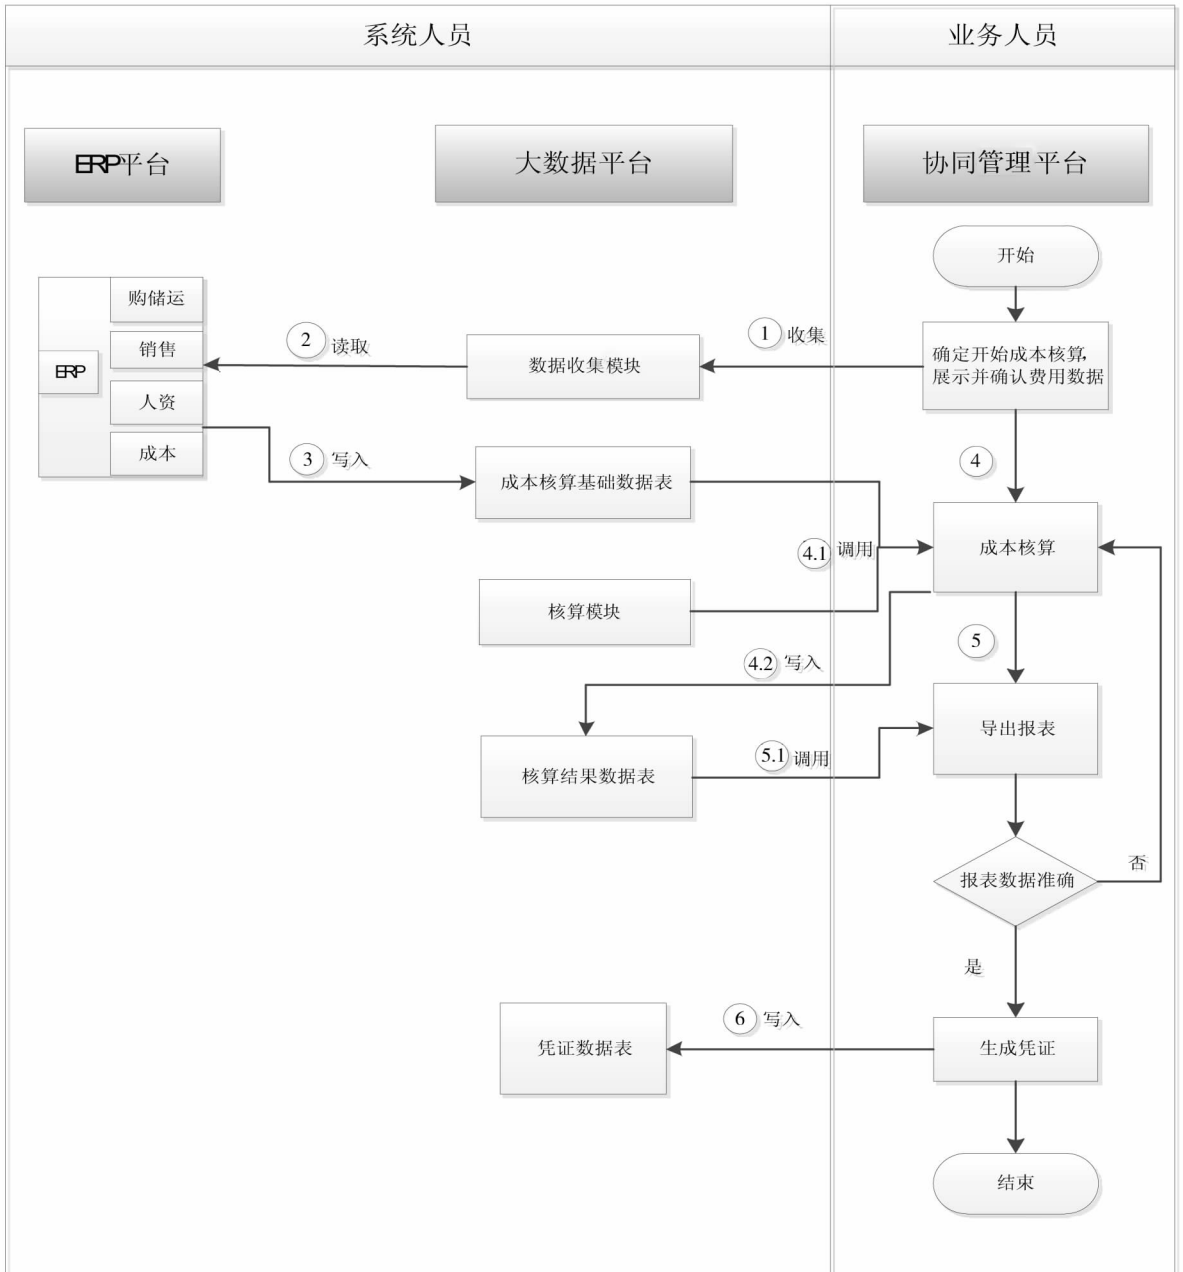 系统人员
业务人员
ERP平台
大数据平台
协同管理平台
开始
购储运
销售
ERP
人资
成本
2 读取
数据收集模块
1 收集
确定开始成本核算,
展示并确认费用数据
3 写入
成本核算基础数据表
4
4.1 调用
成本核算
核算模块
4.2 写入
5
核算结果数据表
5.1 调用
导出报表
报表数据准确
否
是
凭证数据表
6 写入
生成凭证
结束